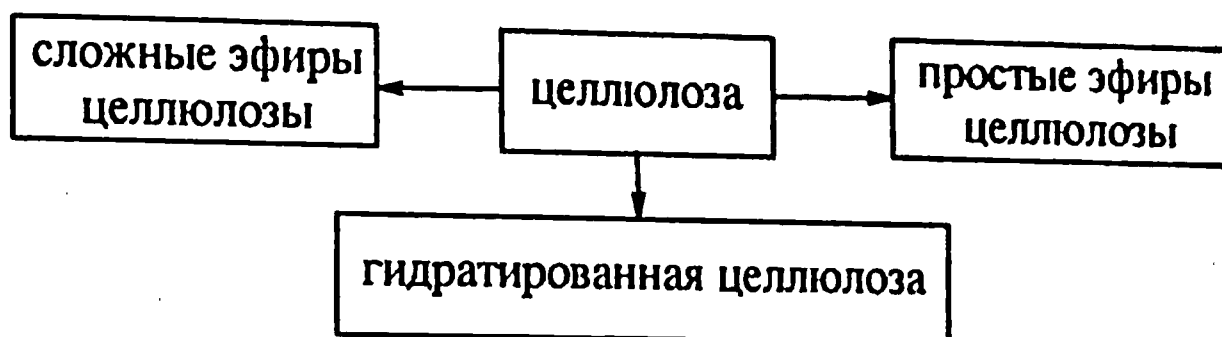 сложные эфиры
целлюлозы
целлюлоза
простые эфиры
целлюлозы
гидратированная целлюлоза